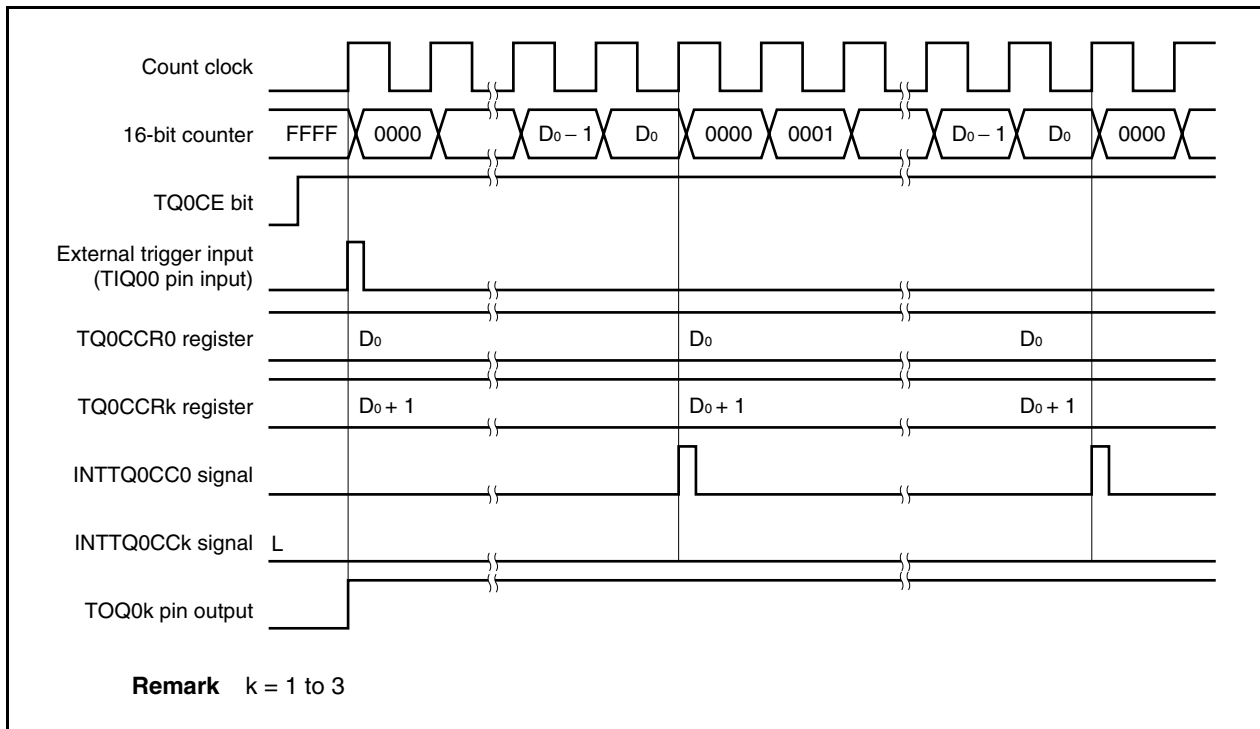 Count clock
16-bit counter FFFF 0000 D₀ – 1 D₀ 0000 0001 D₀ – 1 D₀ 0000
TQ0CE bit
External trigger input
(TIQ00 pin input)
TQ0CCR0 register D₀ D₀ D₀
TQ0CCRk register D₀ + 1 D₀ + 1 D₀ + 1
INTTQ0CC0 signal
INTTQ0CCk signal L
TOQ0k pin output
Remark k = 1 to 3